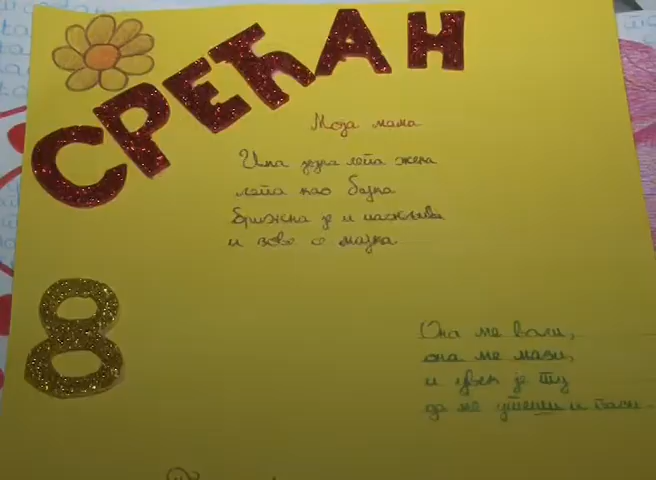 СРЕЋАН
8
Моја мама
Има једна лепа жена
лепа као бајка
брижна је и пажљива
и зове се мајка
Она ме воли,
она ме мази,
и увек је ту
да ме утеши и пази.